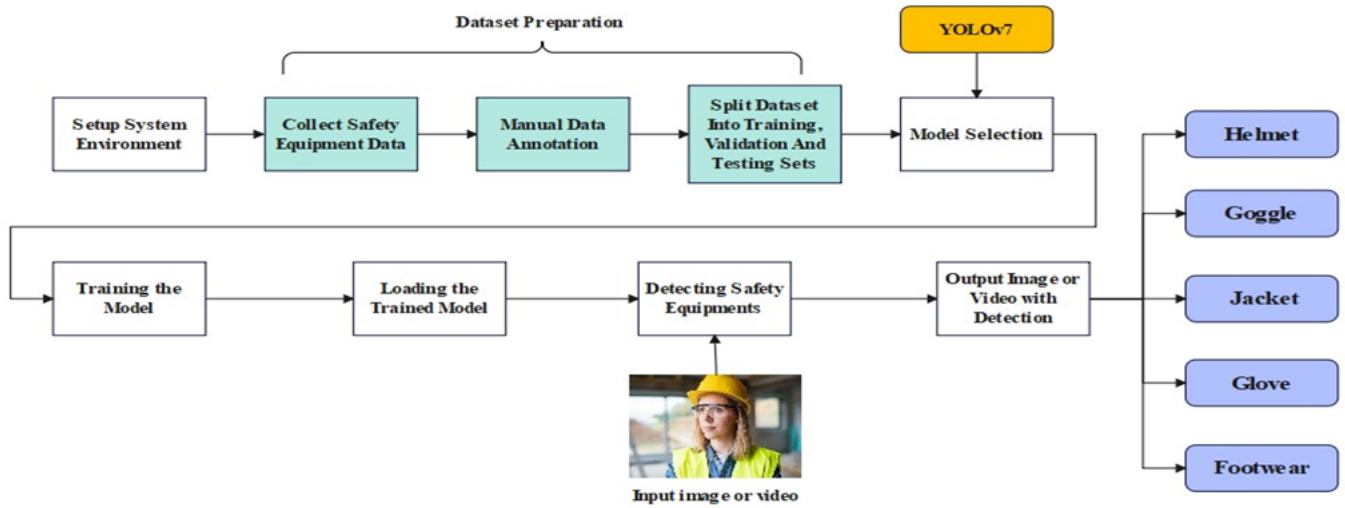 Dataset Preparation
YOLOv7
Setup System
Environment
Collect Safety
Equipment Data
Manual Data
Annotation
Split Dataset
Into Training,
Validation And
Testing Sets
Model Selection
Helmet
Goggle
Jacket
Glove
Footwear
Training the
Model
Loading the
Trained Model
Detecting Safety
Equipments
Output Image or
Video with
Detection
Input image or video